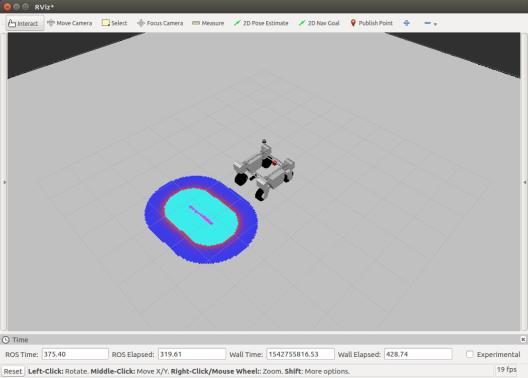 RViz*
Interact Move Camera Select Focus Camera Measure 2D Pose Estimate 2D Nav Goal Publish Point
Time
ROS Time: 375.40 ROS Elapsed: 319.61 Wall Time: 1542755816.53 Wall Elapsed: 428.74 Experimental
Reset Left-Click: Rotate. Middle-Click: Move X/Y. Right-Click/Mouse Wheel:: Zoom. Shift: More options. 19 fps